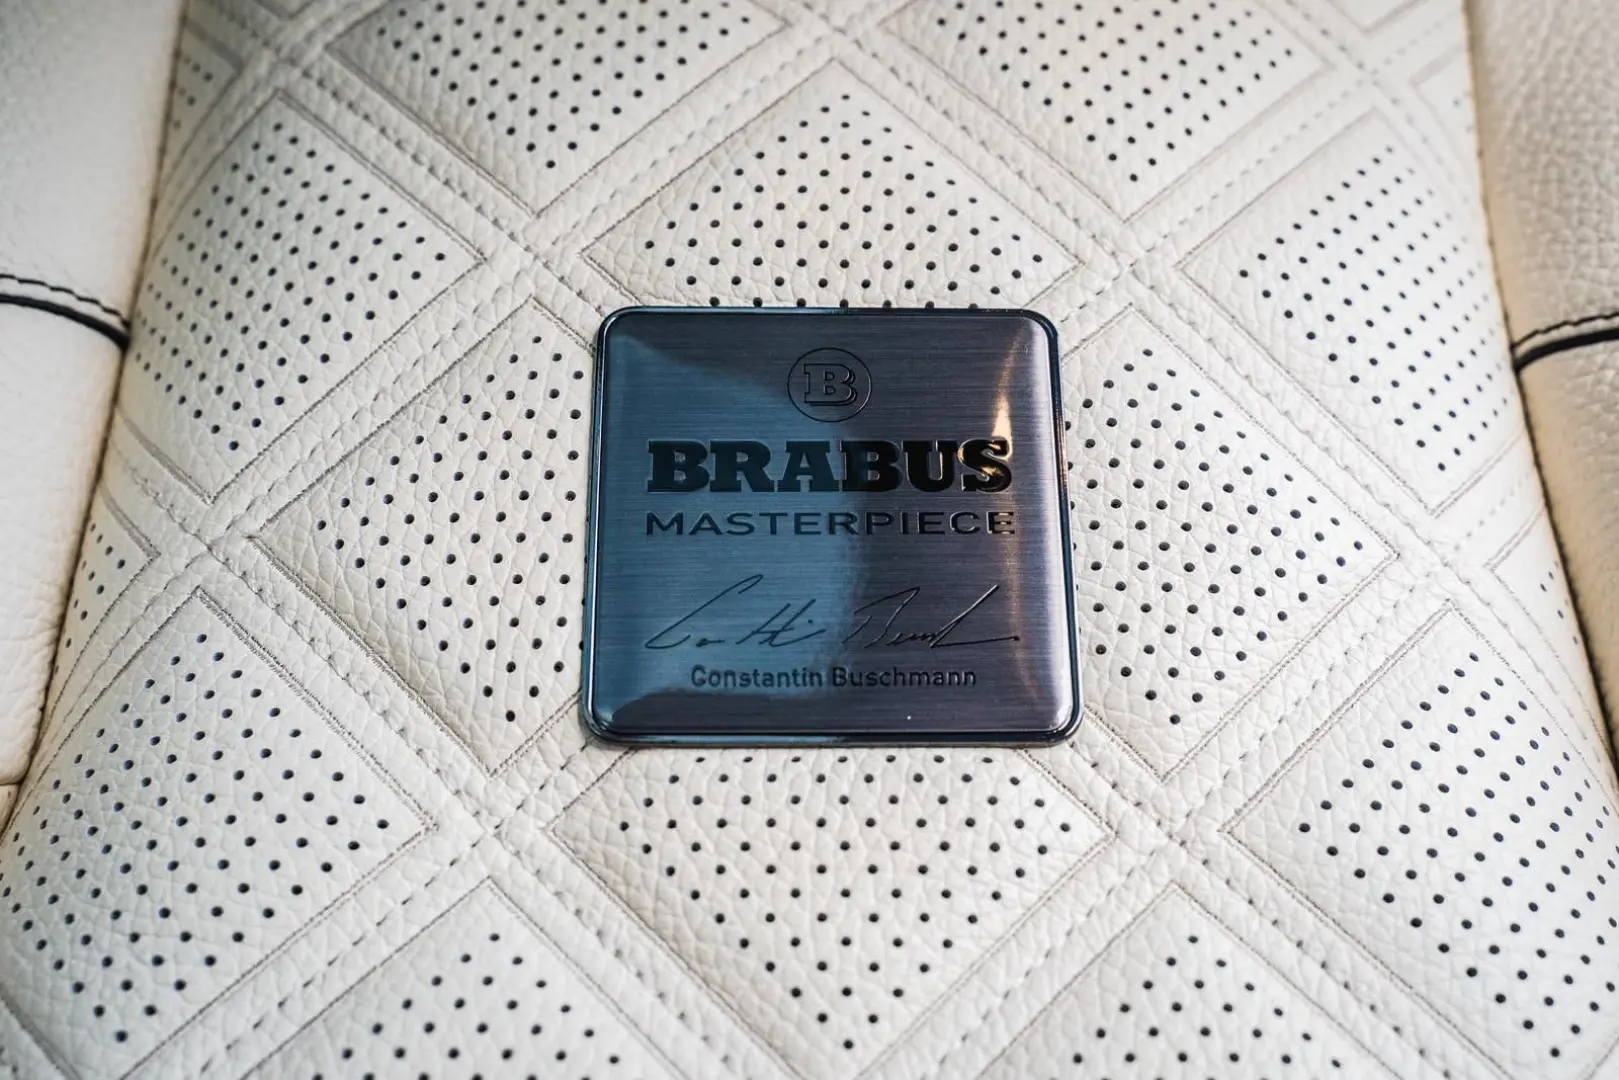 B
BRABUS
MASTERPIECE
Constantin Buschmann